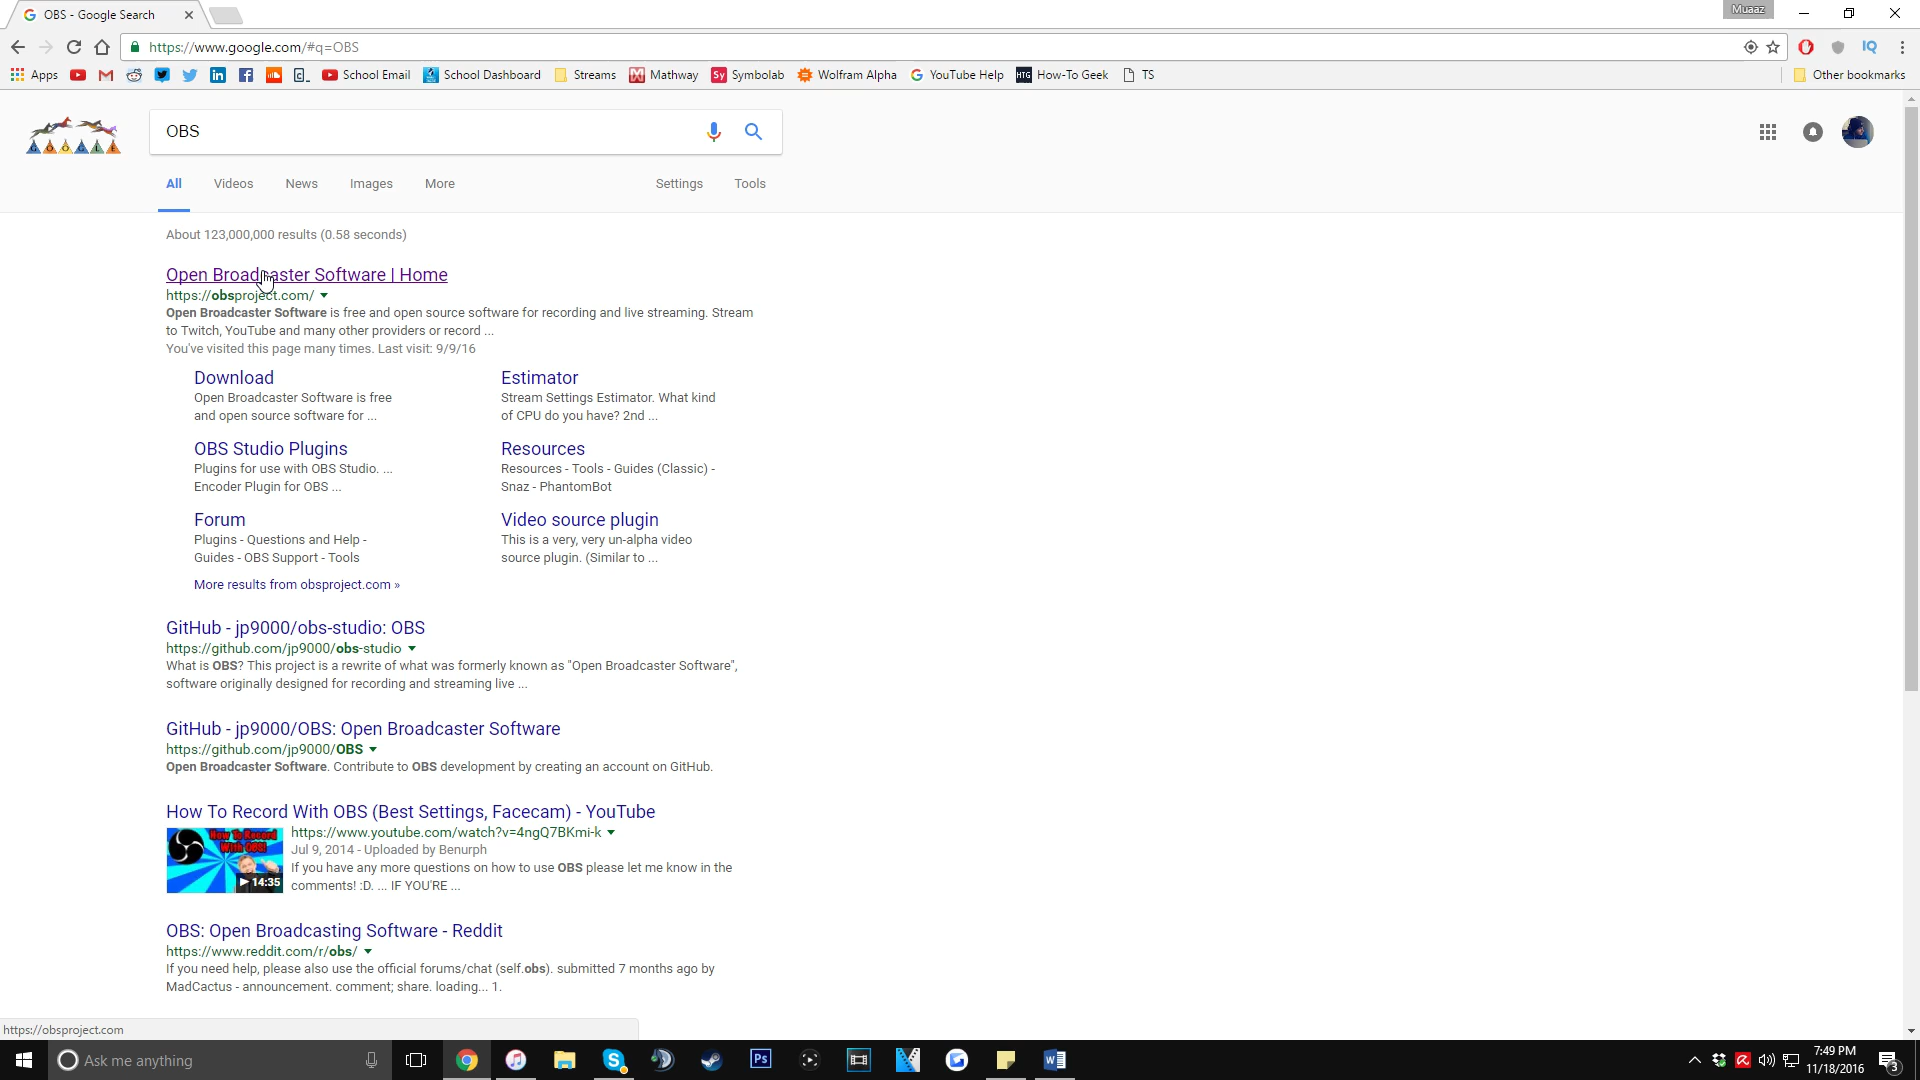 OBS - Google Search
Muaaz
https://www.google.com/#q=OBS
Apps School Email School Dashboard Streams Mathway Symbolab Wolfram Alpha YouTube Help HTG How-To Geek TS Other bookmarks
GOOGLE
OBS
All Videos News Images More Settings Tools
About 123,000,000 results (0.58 seconds)
Open Broadcaster Software | Home
https://obsproject.com/
Open Broadcaster Software is free and open source software for recording and live streaming. Stream
to Twitch, YouTube and many other providers or record ...
You've visited this page many times. Last visit: 9/9/16
Download
Open Broadcaster Software is free
and open source software for ...
Estimator
Stream Settings Estimator. What kind
of CPU do you have? 2nd ...
OBS Studio Plugins
Plugins for use with OBS Studio. ...
Encoder Plugin for OBS ...
Resources
Resources - Tools - Guides (Classic) -
Snaz - PhantomBot
Forum
Plugins - Questions and Help -
Guides - OBS Support - Tools
Video source plugin
This is a very, very un-alpha video
source plugin. (Similar to ...
More results from obsproject.com »
GitHub - jp9000/obs-studio: OBS
https://github.com/jp9000/obs-studio
What is OBS? This project is a rewrite of what was formerly known as "Open Broadcaster Software",
software originally designed for recording and streaming live ...
GitHub - jp9000/OBS: Open Broadcaster Software
https://github.com/jp9000/OBS
Open Broadcaster Software. Contribute to OBS development by creating an account on GitHub.
How To Record With OBS (Best Settings, Facecam) - YouTube
How To Record
With OBS!
14:35
https://www.youtube.com/watch?v=4ngQ7BKmi-k
Jul 9, 2014 - Uploaded by Benurph
If you have any more questions on how to use OBS please let me know in the
comments! :D. ... IF YOU'RE ...
OBS: Open Broadcasting Software - Reddit
https://www.reddit.com/r/obs/
If you need help, please also use the official forums/chat (self.obs). submitted 7 months ago by
MadCactus - announcement. comment; share. loading... 1.
https://obsproject.com
Ask me anything
Ps
7:49 PM
11/18/2016
3